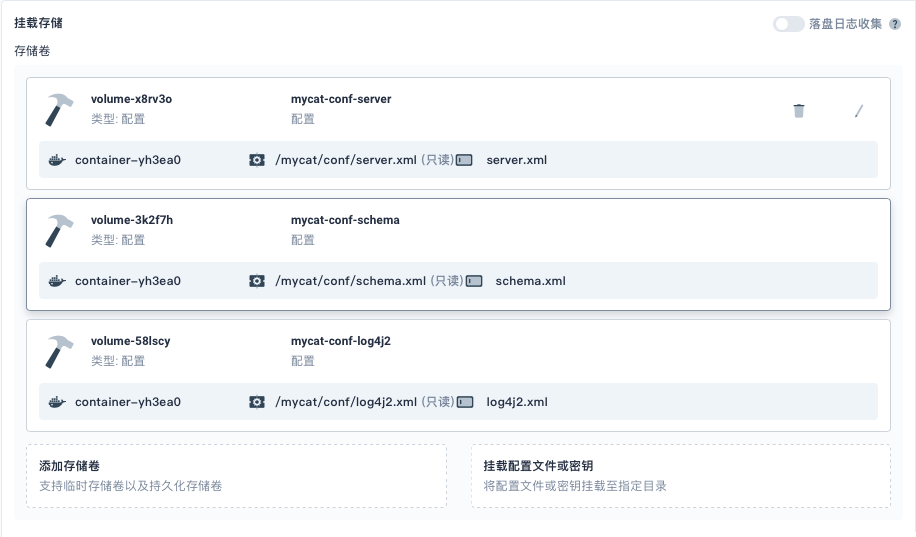 挂载存储
落盘日志收集 ?
存储卷
volume-x8rv3o mycat-conf-server
类型: 配置 配置
container-yh3ea0 /mycat/conf/server.xml (只读) server.xml
volume-3k2f7h mycat-conf-schema
类型: 配置 配置
container-yh3ea0 /mycat/conf/schema.xml (只读) schema.xml
volume-58lscy mycat-conf-log4j2
类型: 配置 配置
container-yh3ea0 /mycat/conf/log4j2.xml (只读) log4j2.xml
添加存储卷
支持临时存储卷以及持久化存储卷
挂载配置文件或密钥
将配置文件或密钥挂载至指定目录